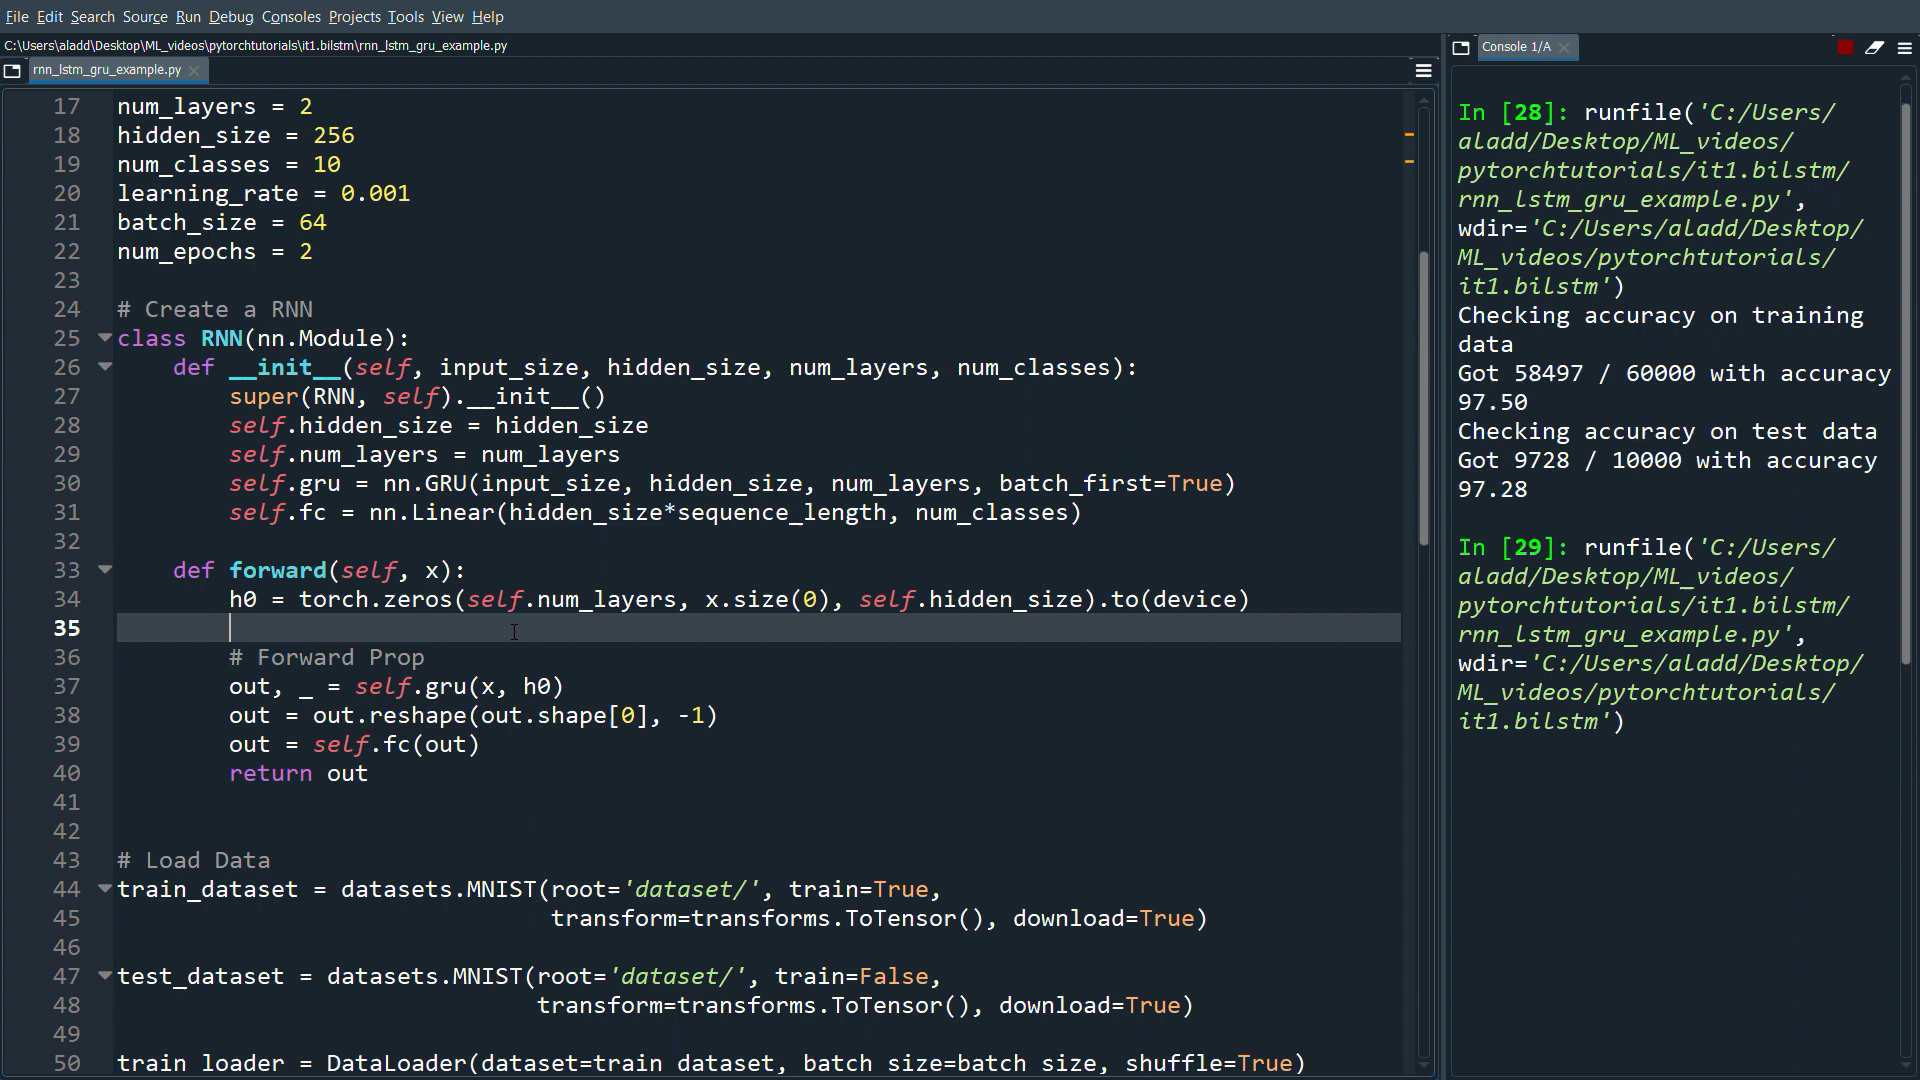 File Edit Search Source Run Debug Consoles Projects Tools View Help
C:\Users\aladd\Desktop\ML_videos\pytorchtutorials\it1.bilstm\rnn_lstm_gru_example.py
rnn_lstm_gru_example.py
17 num_layers = 2
18 hidden_size = 256
19 num_classes = 10
20 learning_rate = 0.001
21 batch_size = 64
22 num_epochs = 2
23
24 # Create a RNN
25 class RNN(nn.Module):
26     def __init__(self, input_size, hidden_size, num_layers, num_classes):
27         super(RNN, self).__init__()
28         self.hidden_size = hidden_size
29         self.num_layers = num_layers
30         self.gru = nn.GRU(input_size, hidden_size, num_layers, batch_first=True)
31         self.fc = nn.Linear(hidden_size*sequence_length, num_classes)
32
33     def forward(self, x):
34         h0 = torch.zeros(self.num_layers, x.size(0), self.hidden_size).to(device)
35
36         # Forward Prop
37         out, _ = self.gru(x, h0)
38         out = out.reshape(out.shape[0], -1)
39         out = self.fc(out)
40         return out
41
42
43 # Load Data
44 train_dataset = datasets.MNIST(root='dataset/', train=True,
45                                transform=transforms.ToTensor(), download=True)
46
47 test_dataset = datasets.MNIST(root='dataset/', train=False,
48                               transform=transforms.ToTensor(), download=True)
49
50 train_loader = DataLoader(dataset=train_dataset, batch_size=batch_size, shuffle=True)
Console 1/A
In [28]: runfile('C:/Users/
aladd/Desktop/ML_videos/
pytorchtutorials/it1.bilstm/
rnn_lstm_gru_example.py',
wdir='C:/Users/aladd/Desktop/
ML_videos/pytorchtutorials/
it1.bilstm')
Checking accuracy on training
data
Got 58497 / 60000 with accuracy
97.50
Checking accuracy on test data
Got 9728 / 10000 with accuracy
97.28
In [29]: runfile('C:/Users/
aladd/Desktop/ML_videos/
pytorchtutorials/it1.bilstm/
rnn_lstm_gru_example.py',
wdir='C:/Users/aladd/Desktop/
ML_videos/pytorchtutorials/
it1.bilstm')